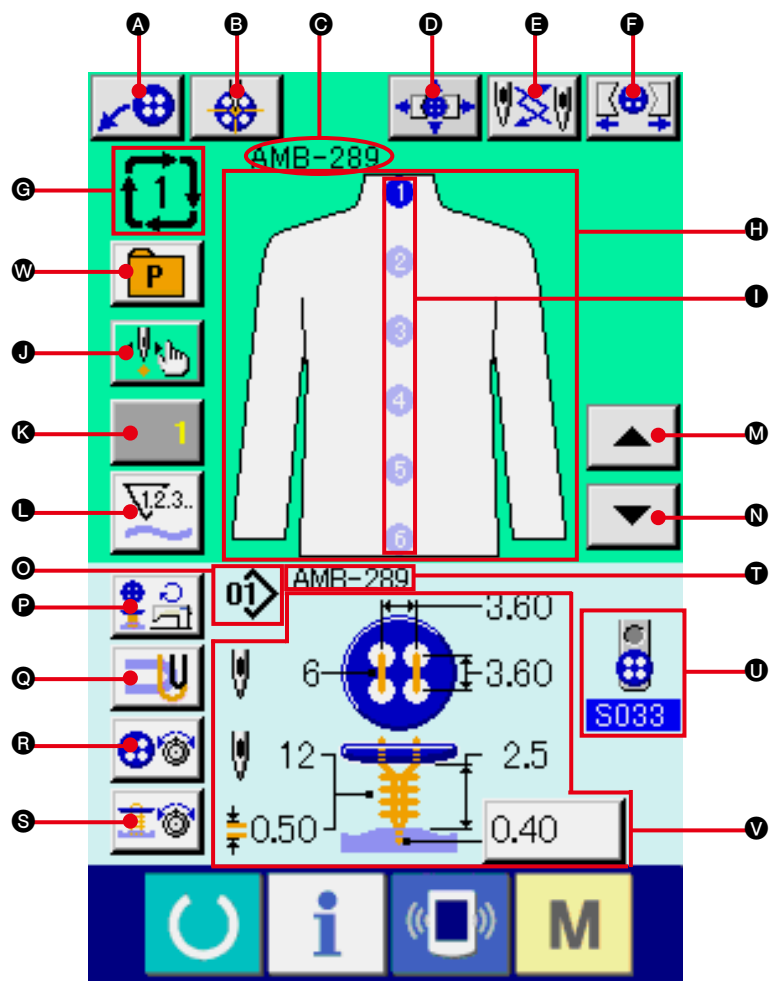 A B C D E F
AMB-289
G 1 H
W P I
1
2
3
J
4
K 1 M
5
L 1.2.3.. N
6
O 01 AMB-289 T
P 3.60
Q 6 3.60 U
S033
R 12 2.5
S 0.50 0.40 V
i M